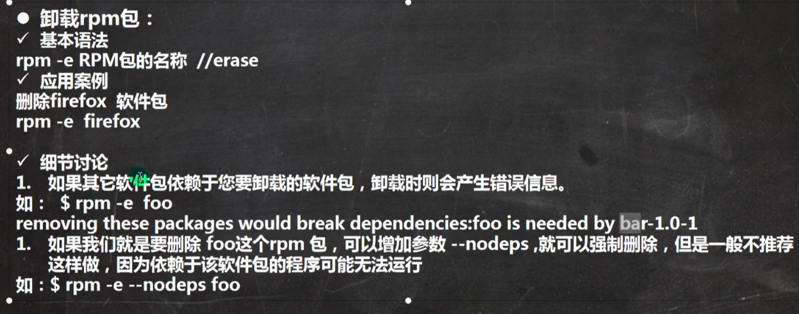 ● 卸载rpm包：
✓ 基本语法
rpm -e RPM包的名称 //erase
✓ 应用案例
删除firefox 软件包
rpm -e firefox
✓ 细节讨论
1. 如果其它软件包依赖于您要卸载的软件包，卸载时则会产生错误信息。
如： $ rpm -e foo
removing these packages would break dependencies:foo is needed by bar-1.0-1
1. 如果我们就是要删除 foo这个rpm 包，可以增加参数 --nodeps ,就可以强制删除，但是一般不推荐
这样做，因为依赖于该软件包的程序可能无法运行
如：$ rpm -e --nodeps foo